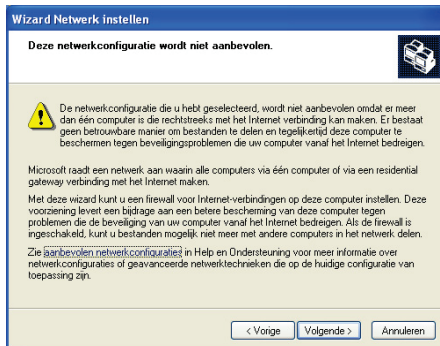 Wizard Netwerk instellen
Deze netwerkconfiguratie wordt niet aanbevolen.
De netwerkconfiguratie die u hebt geselecteerd, wordt niet aanbevolen omdat er meer
dan één computer is die rechtstreeks met het Internet verbinding kan maken. Er bestaat
geen betrouwbare manier om bestanden te delen en tegelijkertijd deze computer te
beschermen tegen beveiligingsproblemen die uw computer vanaf het Internet bedreigen.
Microsoft raadt een netwerk aan waarin alle computers via één computer of via een residential
gateway verbinding met het Internet maken.
Met deze wizard kunt u een firewall voor Internet-verbindingen op deze computer instellen. Deze
voorziening levert een bijdrage aan een betere bescherming van deze computer tegen
problemen die de beveiliging van uw computer vanaf het Internet bedreigen. Als de firewall is
ingeschakeld, kunt u bestanden mogelijk niet meer met andere computers in het netwerk delen.
Zie aanbevolen netwerkconfiguraties in Help en Ondersteuning voor meer informatie over
netwerkconfiguraties of geavanceerde netwerktechnieken die op de huidige configuratie van
toepassing zijn.
< Vorige Volgende > Annuleren